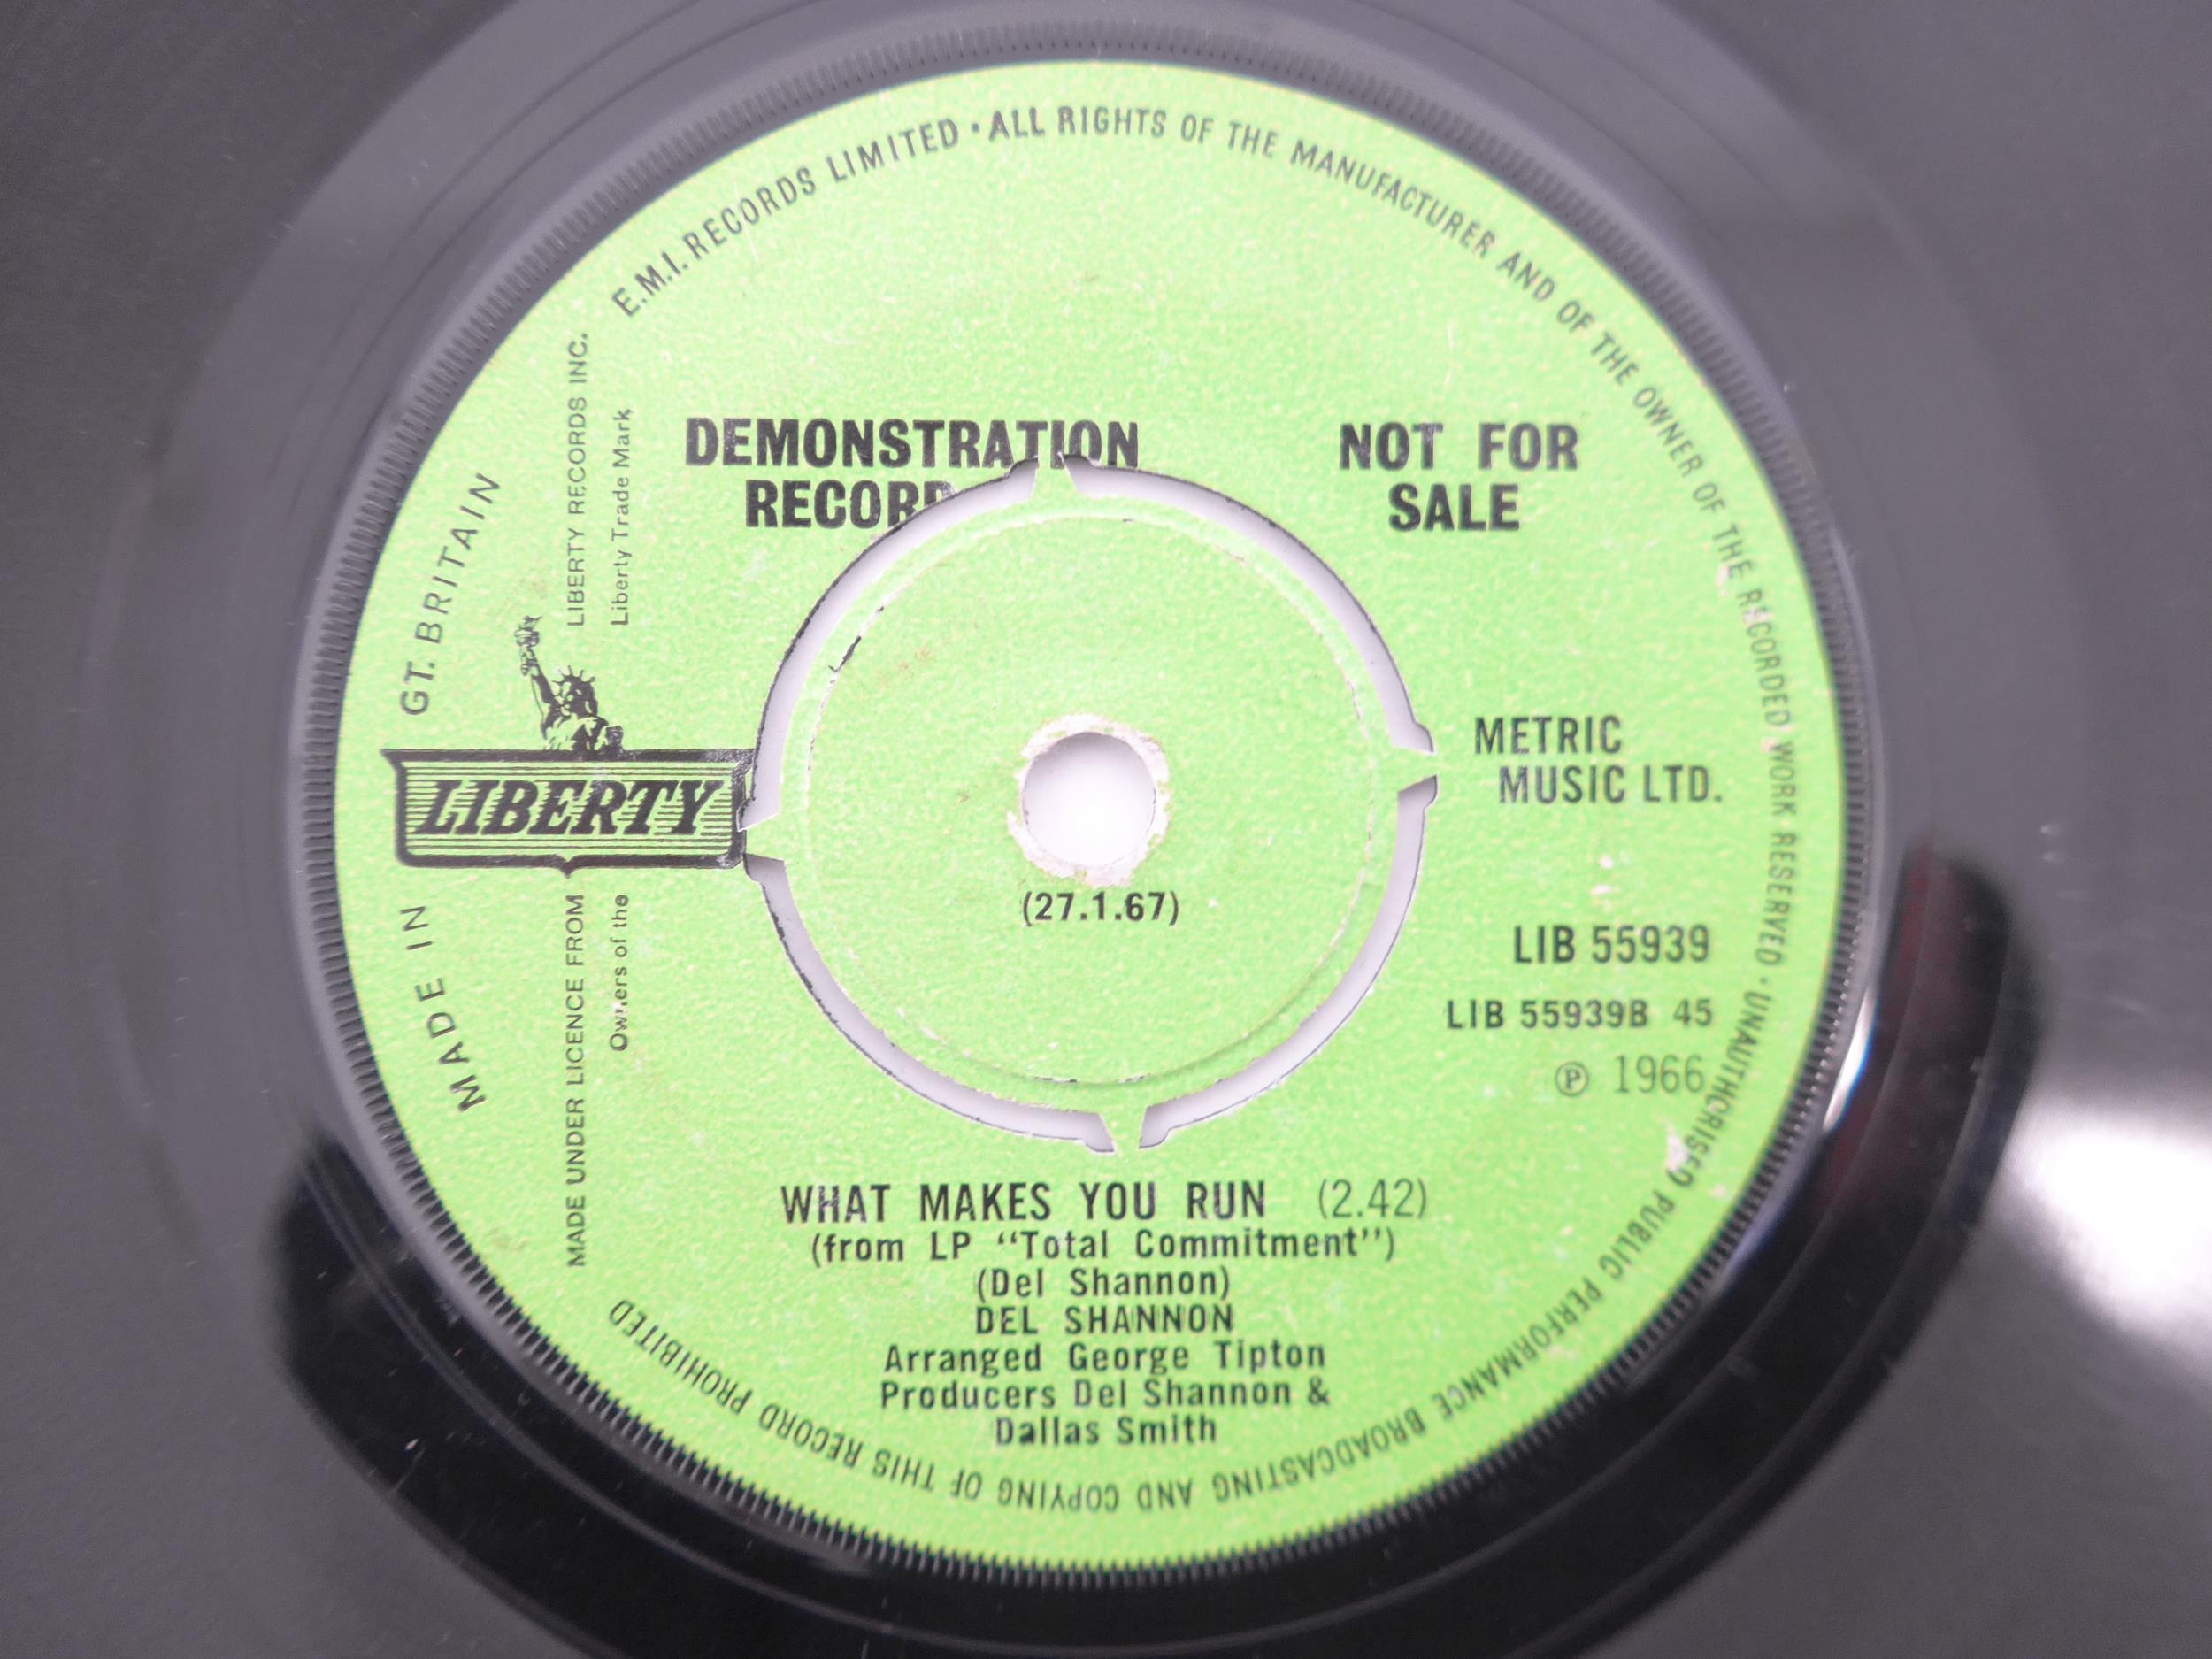 E.M.I. RECORDS LIMITED · ALL RIGHTS OF THE MANUFACTURER AND OF THE OWNER OF THE RECORDED WORK RESERVED · UNAUTHORISED PUBLIC PERFORMANCE BROADCASTING AND COPYING OF THIS RECORD PROHIBITED
MADE IN GT. BRITAIN
MADE UNDER LICENCE FROM LIBERTY RECORDS INC.
Owners of the Liberty Trade Mark
LIBERTY
DEMONSTRATION
RECORD
NOT FOR
SALE
METRIC
MUSIC LTD.
(27.1.67)
LIB 55939
LIB 55939B 45
℗ 1966
WHAT MAKES YOU RUN (2.42)
(from LP “Total Commitment”)
(Del Shannon)
DEL SHANNON
Arranged George Tipton
Producers Del Shannon &
Dallas Smith